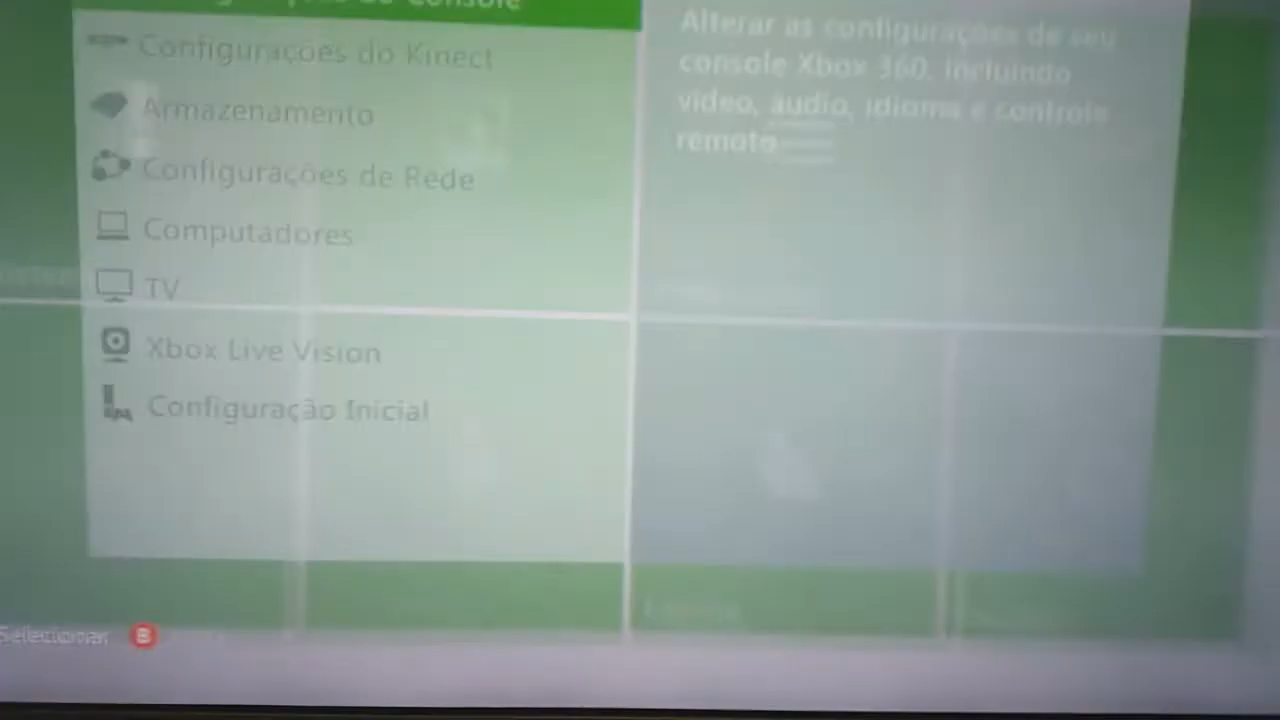 Console
Configurações do Kinect
Armazenamento
Configurações de Rede
Computadores
TV
Xbox Live Vision
Configuração Inicial
Alterar as configurações de seu
console Xbox 360, incluindo
vídeo, áudio, idioma e controle
remoto
Selecionar B